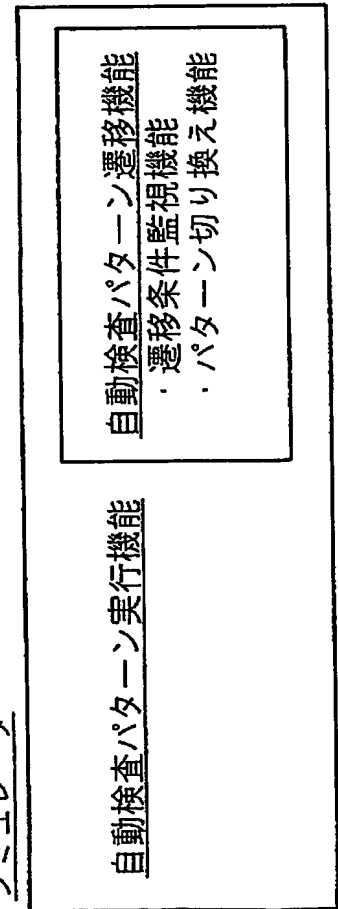 自動検査パターン実行機能
自動検査パターン遷移機能
・遷移条件監視機能
・パターン切り換え機能